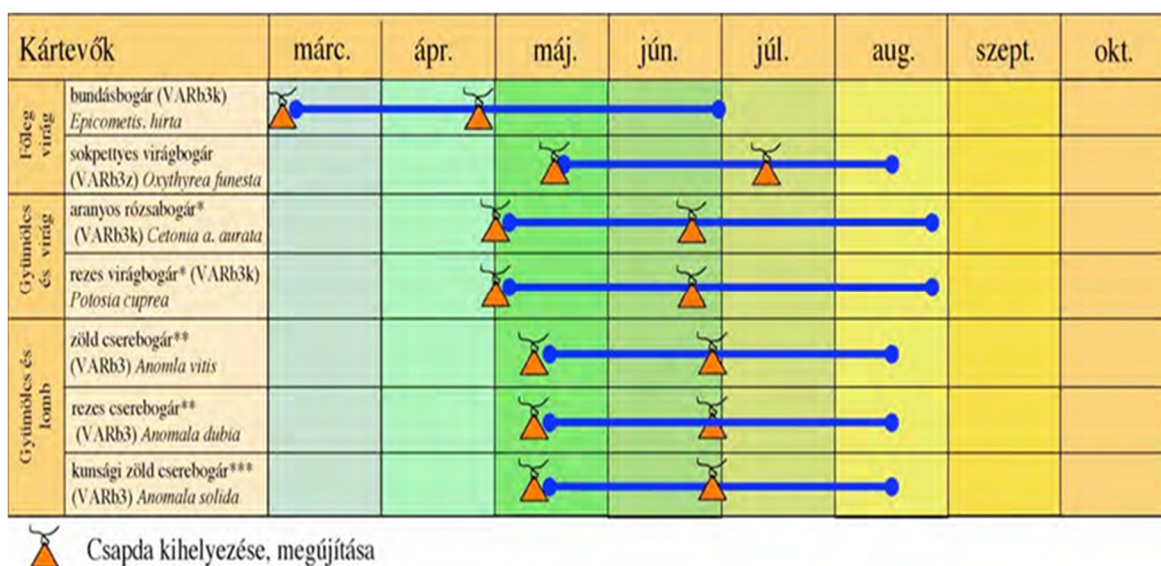 Kártevők márc. ápr. máj. jún. júl. aug. szept. okt.
Főleg
virág
bundásbogár (VARb3k)
Epicometis. hirta
sokpettyes virágbogár
(VARb3z) Oxythyrea funesta
Gyümölcs
és virág
aranyos rózsabogár*
(VARb3k) Cetonia a. aurata
rezes virágbogár* (VARb3k)
Potosia cuprea
Gyümölcs és
lomb
zöld cserebogár**
(VARb3) Anomla vitis
rezes cserebogár**
(VARb3) Anomala dubia
kunsági zöld cserebogár***
(VARb3) Anomala solida
Csapda kihelyezése, megújítása